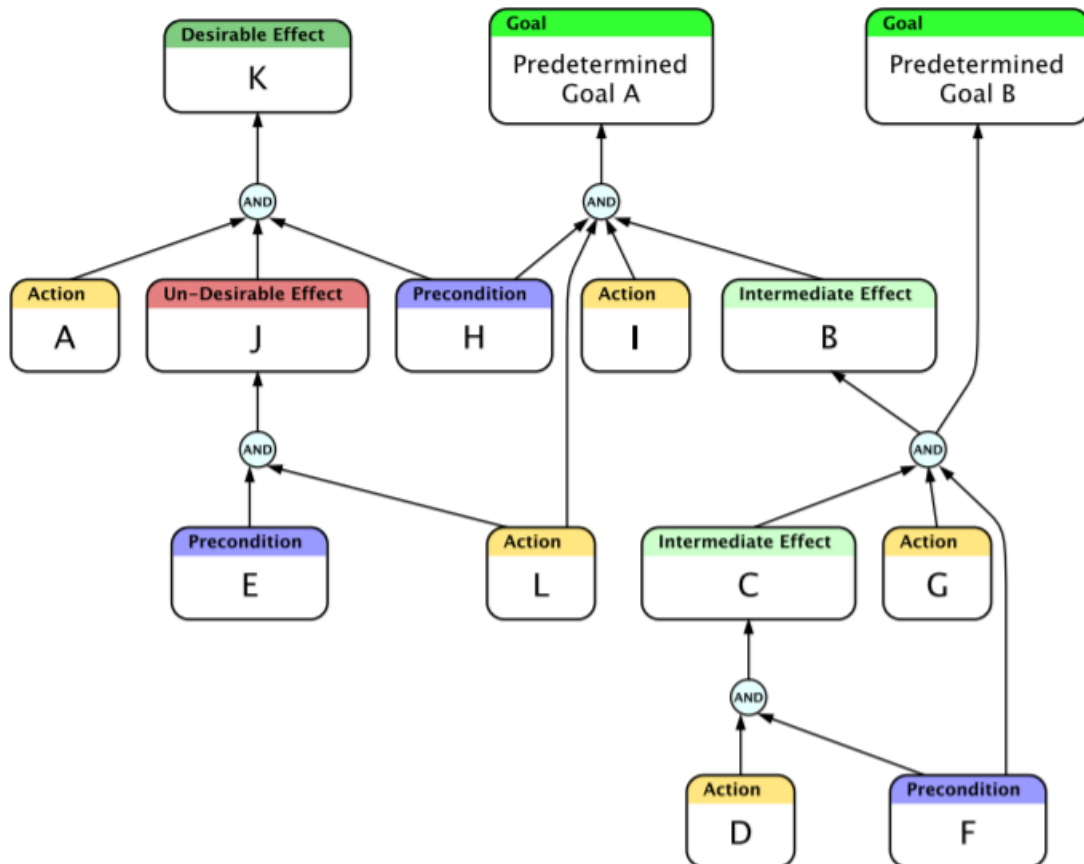 Desirable Effect
K
Goal
Predetermined
Goal A
Goal
Predetermined
Goal B
AND
AND
Action
A
Un-Desirable Effect
J
Precondition
H
Action
I
Intermediate Effect
B
AND
AND
Precondition
E
Action
L
Intermediate Effect
C
Action
G
AND
Action
D
Precondition
F